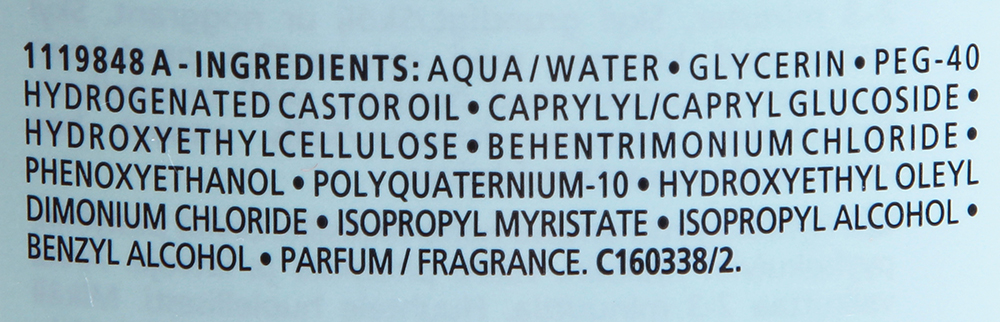 1119848 A - INGREDIENTS: AQUA / WATER • GLYCERIN • PEG-40
HYDROGENATED CASTOR OIL • CAPRYLYL/CAPRYL GLUCOSIDE •
HYDROXYETHYLCELLULOSE • BEHENTRIMONIUM CHLORIDE •
PHENOXYETHANOL • POLYQUATERNIUM-10 • HYDROXYETHYL OLEYL
DIMONIUM CHLORIDE • ISOPROPYL MYRISTATE • ISOPROPYL ALCOHOL •
BENZYL ALCOHOL • PARFUM / FRAGRANCE. C160338/2.